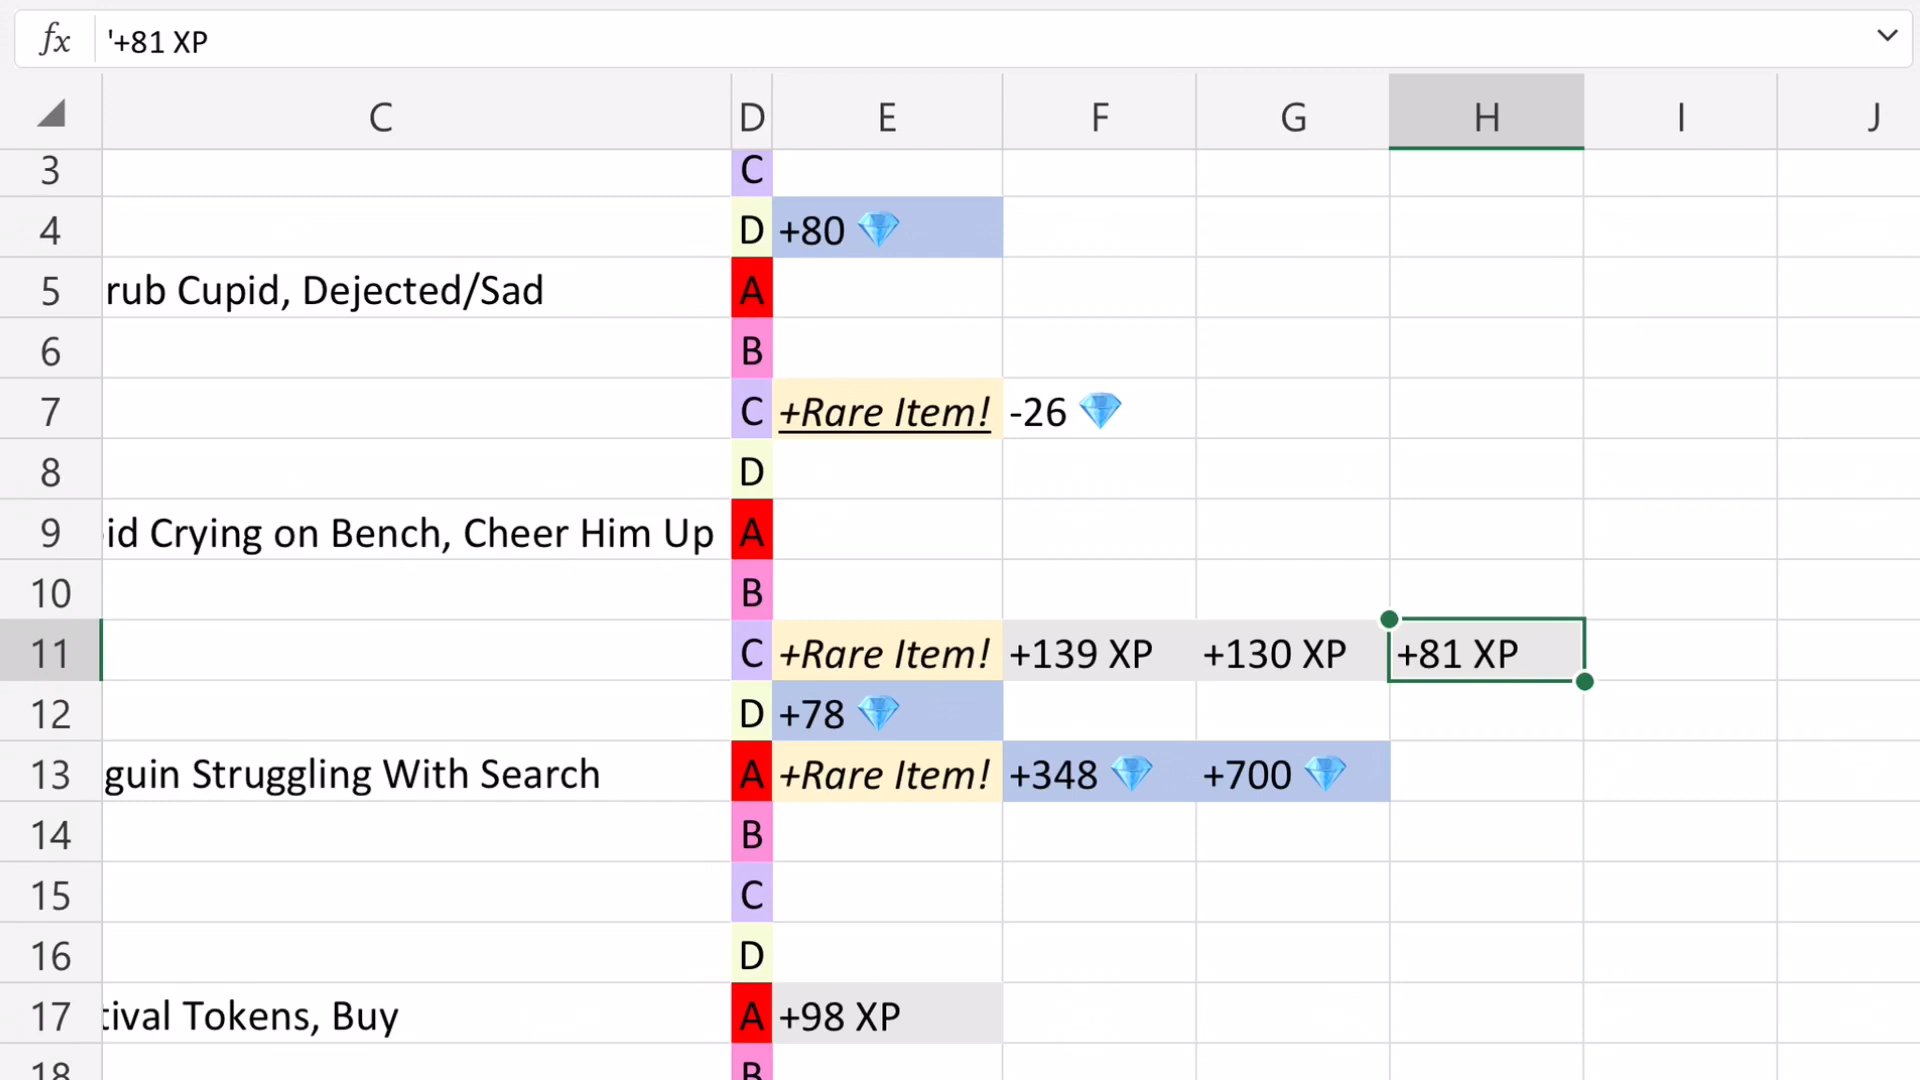 fx '+81 XP
C D E F G H I J
3 C
4 D +80 💎
5 rub Cupid, Dejected/Sad A
6 B
7 C +Rare Item! -26 💎
8 D
9 id Crying on Bench, Cheer Him Up A
10 B
11 C +Rare Item! +139 XP +130 XP +81 XP
12 D +78 💎
13 guin Struggling With Search A +Rare Item! +348 💎 +700 💎
14 B
15 C
16 D
17 tival Tokens, Buy A +98 XP
18 B